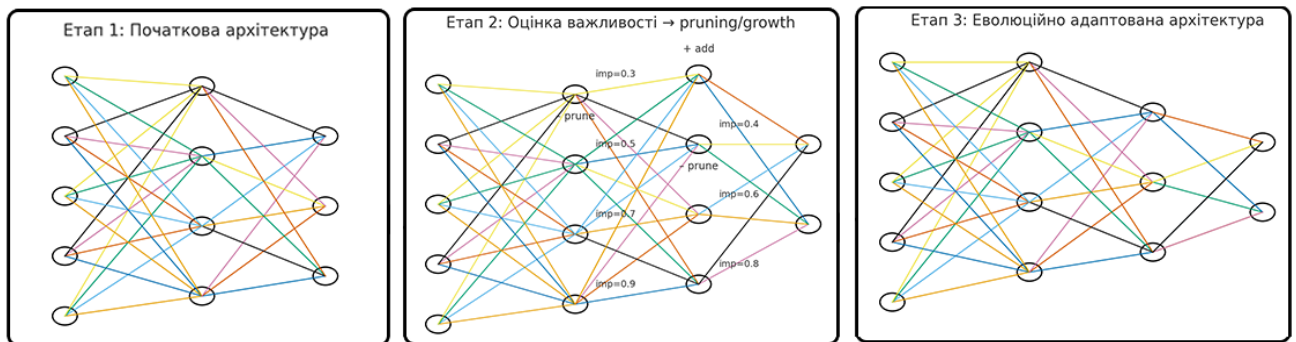 Етап 1: Початкова архітектура
Етап 2: Оцінка важливості → pruning/growth
+ add
imp=0.3
- prune
imp=0.4
imp=0.5
- prune
imp=0.6
imp=0.7
imp=0.8
imp=0.9
Етап 3: Еволюційно адаптована архітектура